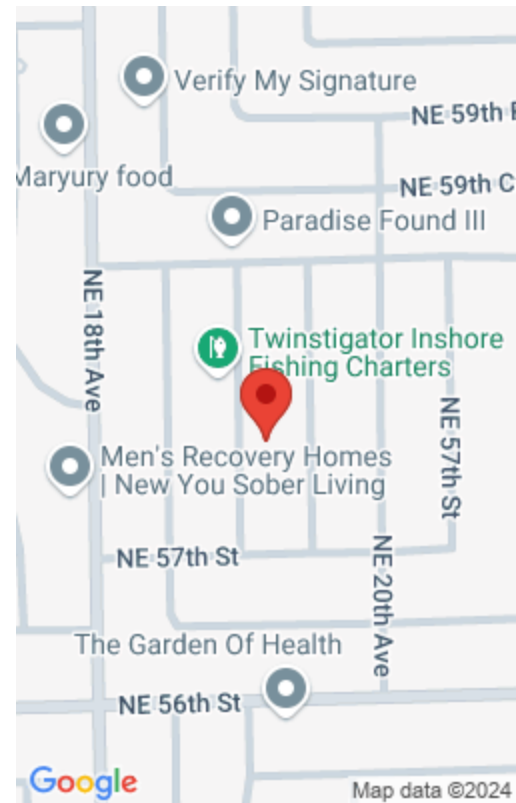 Verify My Signature
NE 59th
Maryury food
NE 59th C
Paradise Found III
NE 18th Ave
Twinstigator Inshore
Fishing Charters
NE 57th St
Men's Recovery Homes
| New You Sober Living
NE 57th St
NE 20th Ave
The Garden Of Health
NE 56th St
Google
Map data ©2024